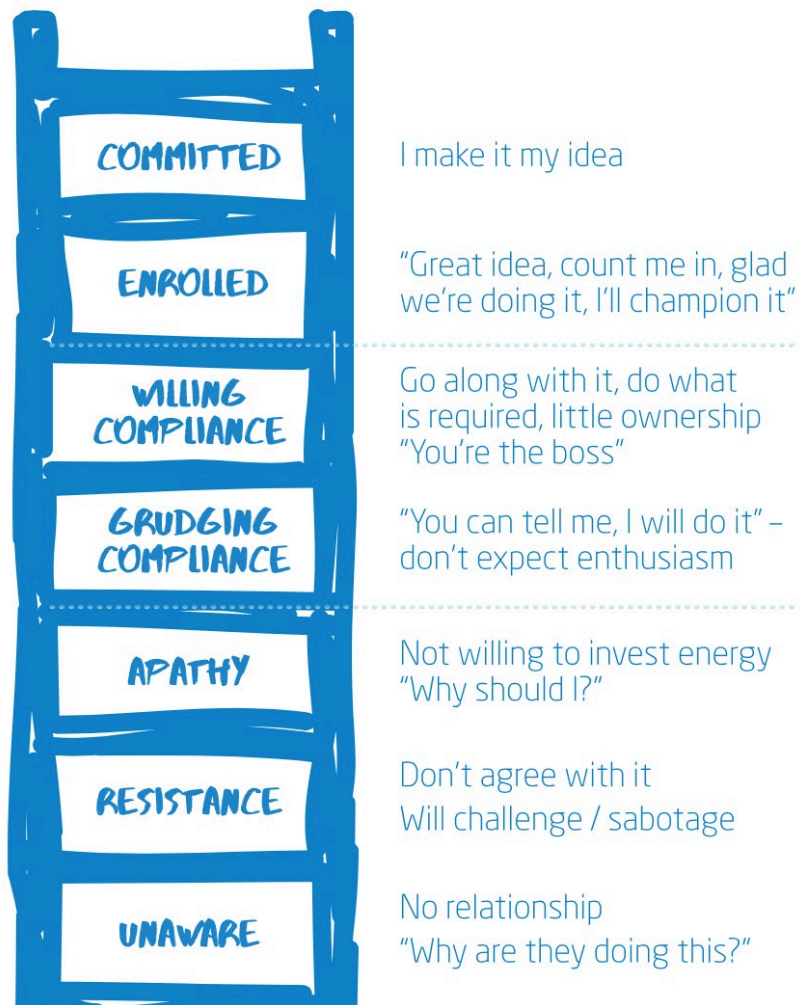 COMMITTED
I make it my idea
ENROLLED
“Great idea, count me in, glad
we’re doing it, I’ll champion it”
WILLING
COMPLIANCE
Go along with it, do what
is required, little ownership
“You’re the boss”
GRUDGING
COMPLIANCE
“You can tell me, I will do it” –
don’t expect enthusiasm
APATHY
Not willing to invest energy
“Why should I?”
RESISTANCE
Don’t agree with it
Will challenge / sabotage
UNAWARE
No relationship
“Why are they doing this?”